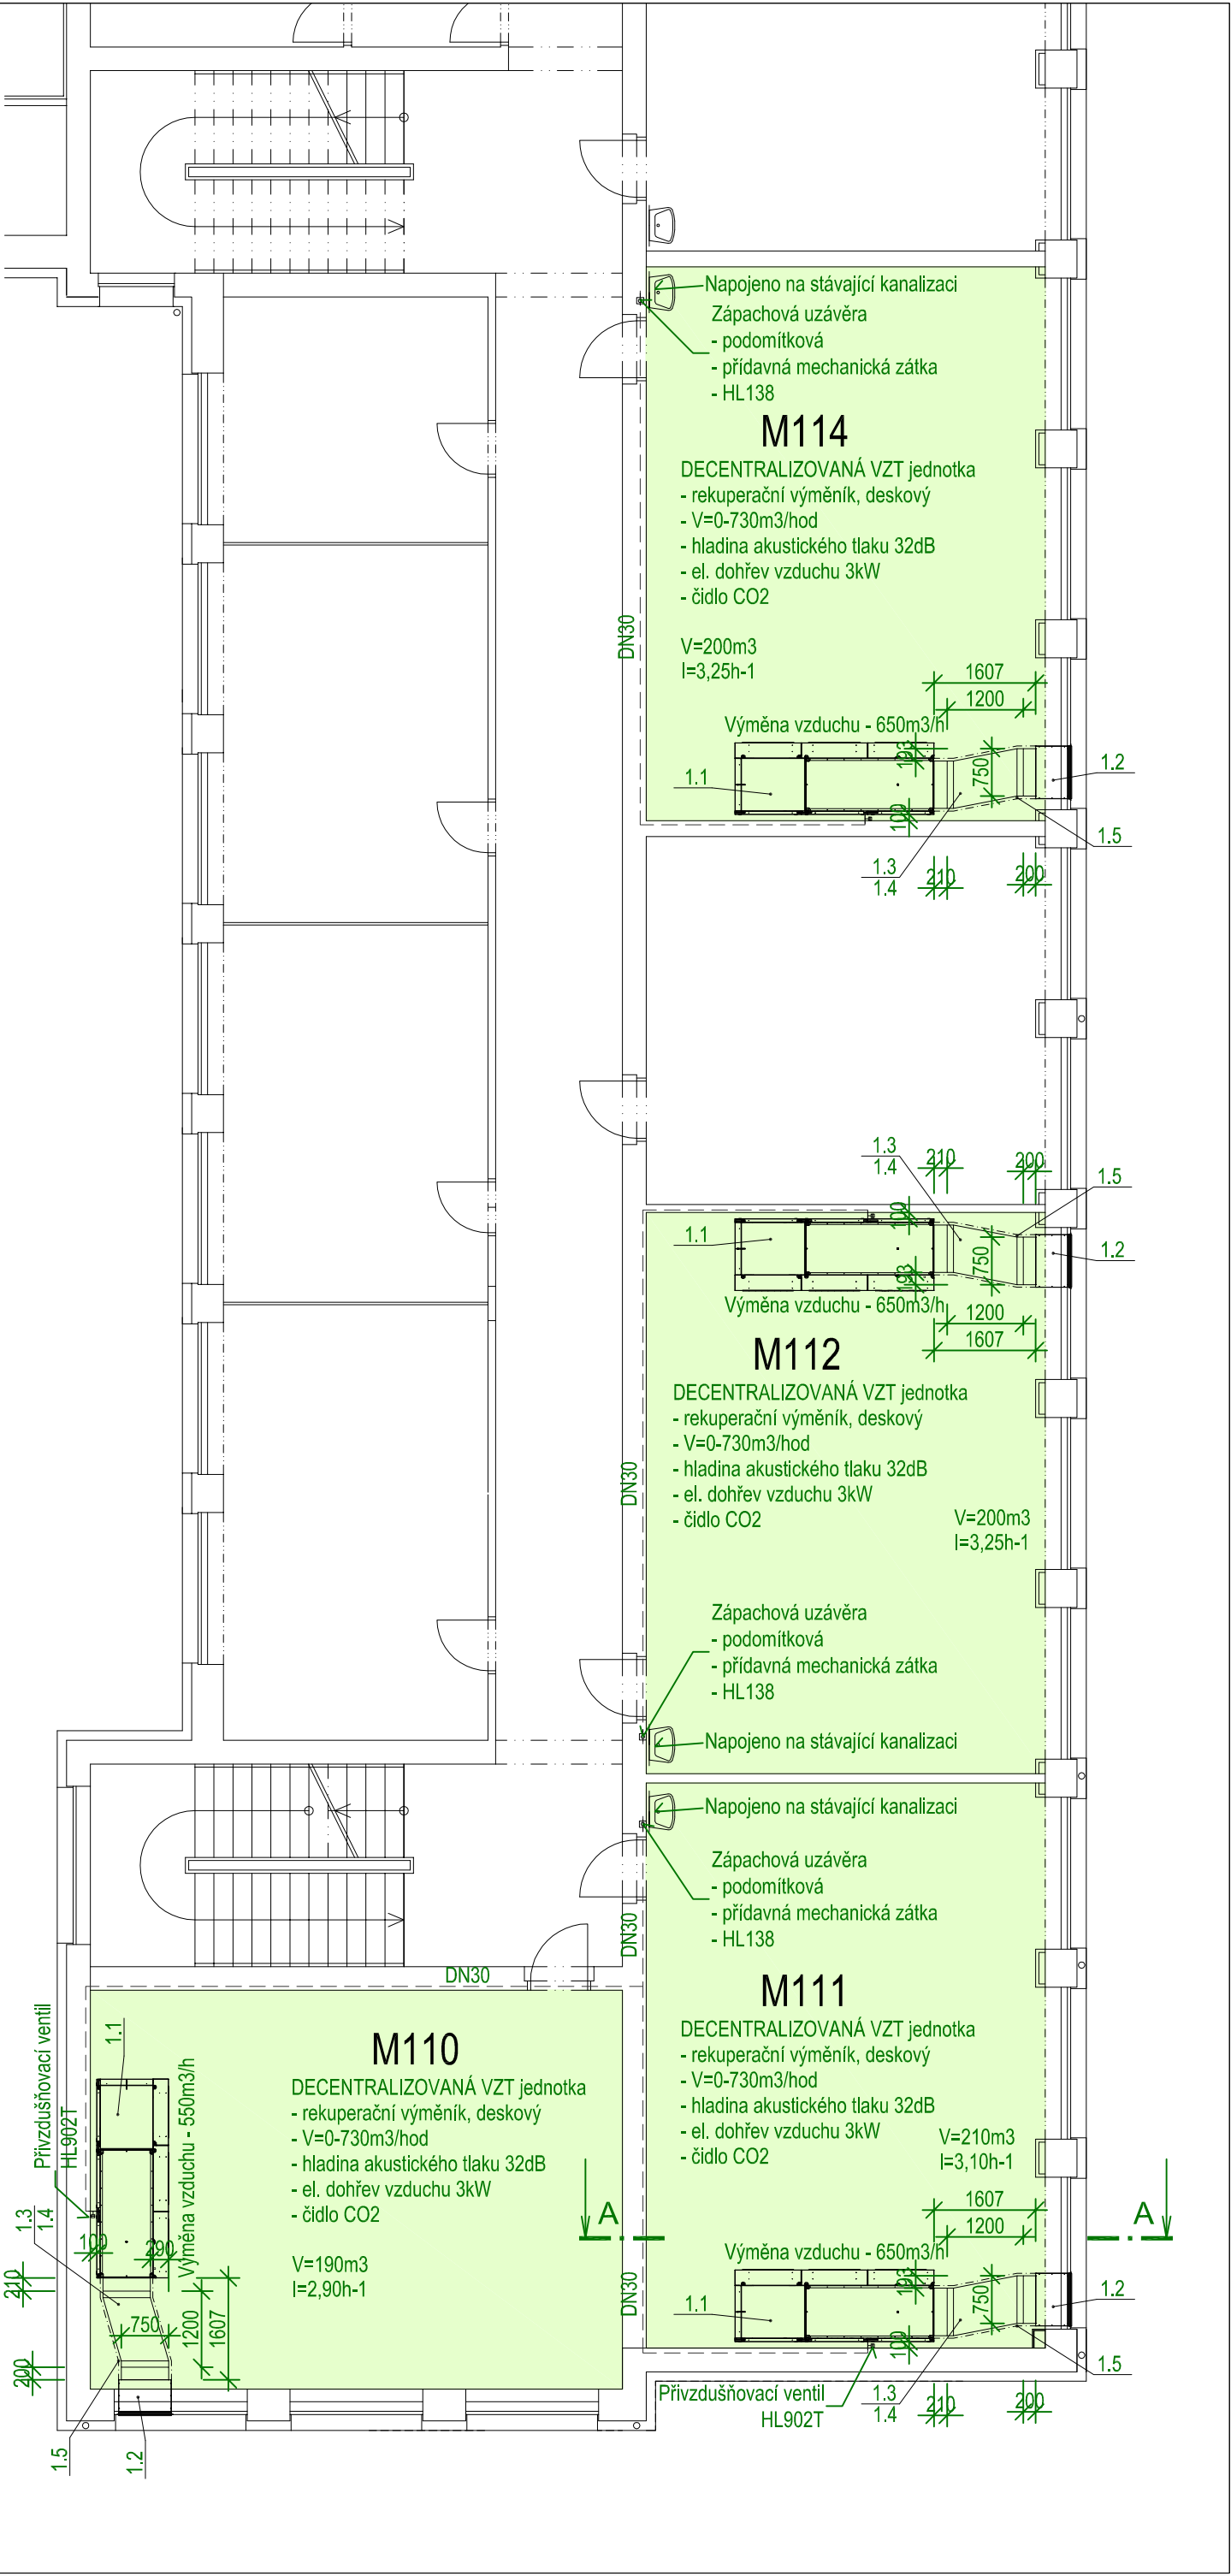 Napojeno na stávající kanalizaci
Zápachová uzávěra
- podomítková
- přídavná mechanická zátka
- HL138
M114
DECENTRALIZOVANÁ VZT jednotka
- rekuperační výměník, deskový
- V=0-730m3/hod
- hladina akustického tlaku 32dB
- el. dohřev vzduchu 3kW
- čidlo CO2
DN30
V=200m3
I=3,25h-1
1607
1200
Výměna vzduchu - 650m3/h
193
750
1.1
1.2
100
1.5
1.3
1.4
210
200
1.3
1.4
210
200
1.5
100
1.1
750
1.2
193
Výměna vzduchu - 650m3/h
1200
1607
M112
DECENTRALIZOVANÁ VZT jednotka
- rekuperační výměník, deskový
- V=0-730m3/hod
- hladina akustického tlaku 32dB
- el. dohřev vzduchu 3kW
- čidlo CO2
DN30
V=200m3
I=3,25h-1
Zápachová uzávěra
- podomítková
- přídavná mechanická zátka
- HL138
Napojeno na stávající kanalizaci
Napojeno na stávající kanalizaci
Zápachová uzávěra
- podomítková
- přídavná mechanická zátka
- HL138
DN30
M111
DECENTRALIZOVANÁ VZT jednotka
- rekuperační výměník, deskový
- V=0-730m3/hod
- hladina akustického tlaku 32dB
- el. dohřev vzduchu 3kW
- čidlo CO2
V=210m3
I=3,10h-1
1607
1200
A
A
Výměna vzduchu - 650m3/h
193
750
1.1
1.2
100
1.5
DN30
Přivzdušňovací ventil
HL902T
1.3
1.4
210
200
DN30
M110
DECENTRALIZOVANÁ VZT jednotka
- rekuperační výměník, deskový
- V=0-730m3/hod
- hladina akustického tlaku 32dB
- el. dohřev vzduchu 3kW
- čidlo CO2
V=190m3
I=2,90h-1
Přivzdušňovací ventil
HL902T
1.1
Výměna vzduchu - 550m3/h
1.3
1.4
100
290
210
750
1200
1607
200
1.5
1.2